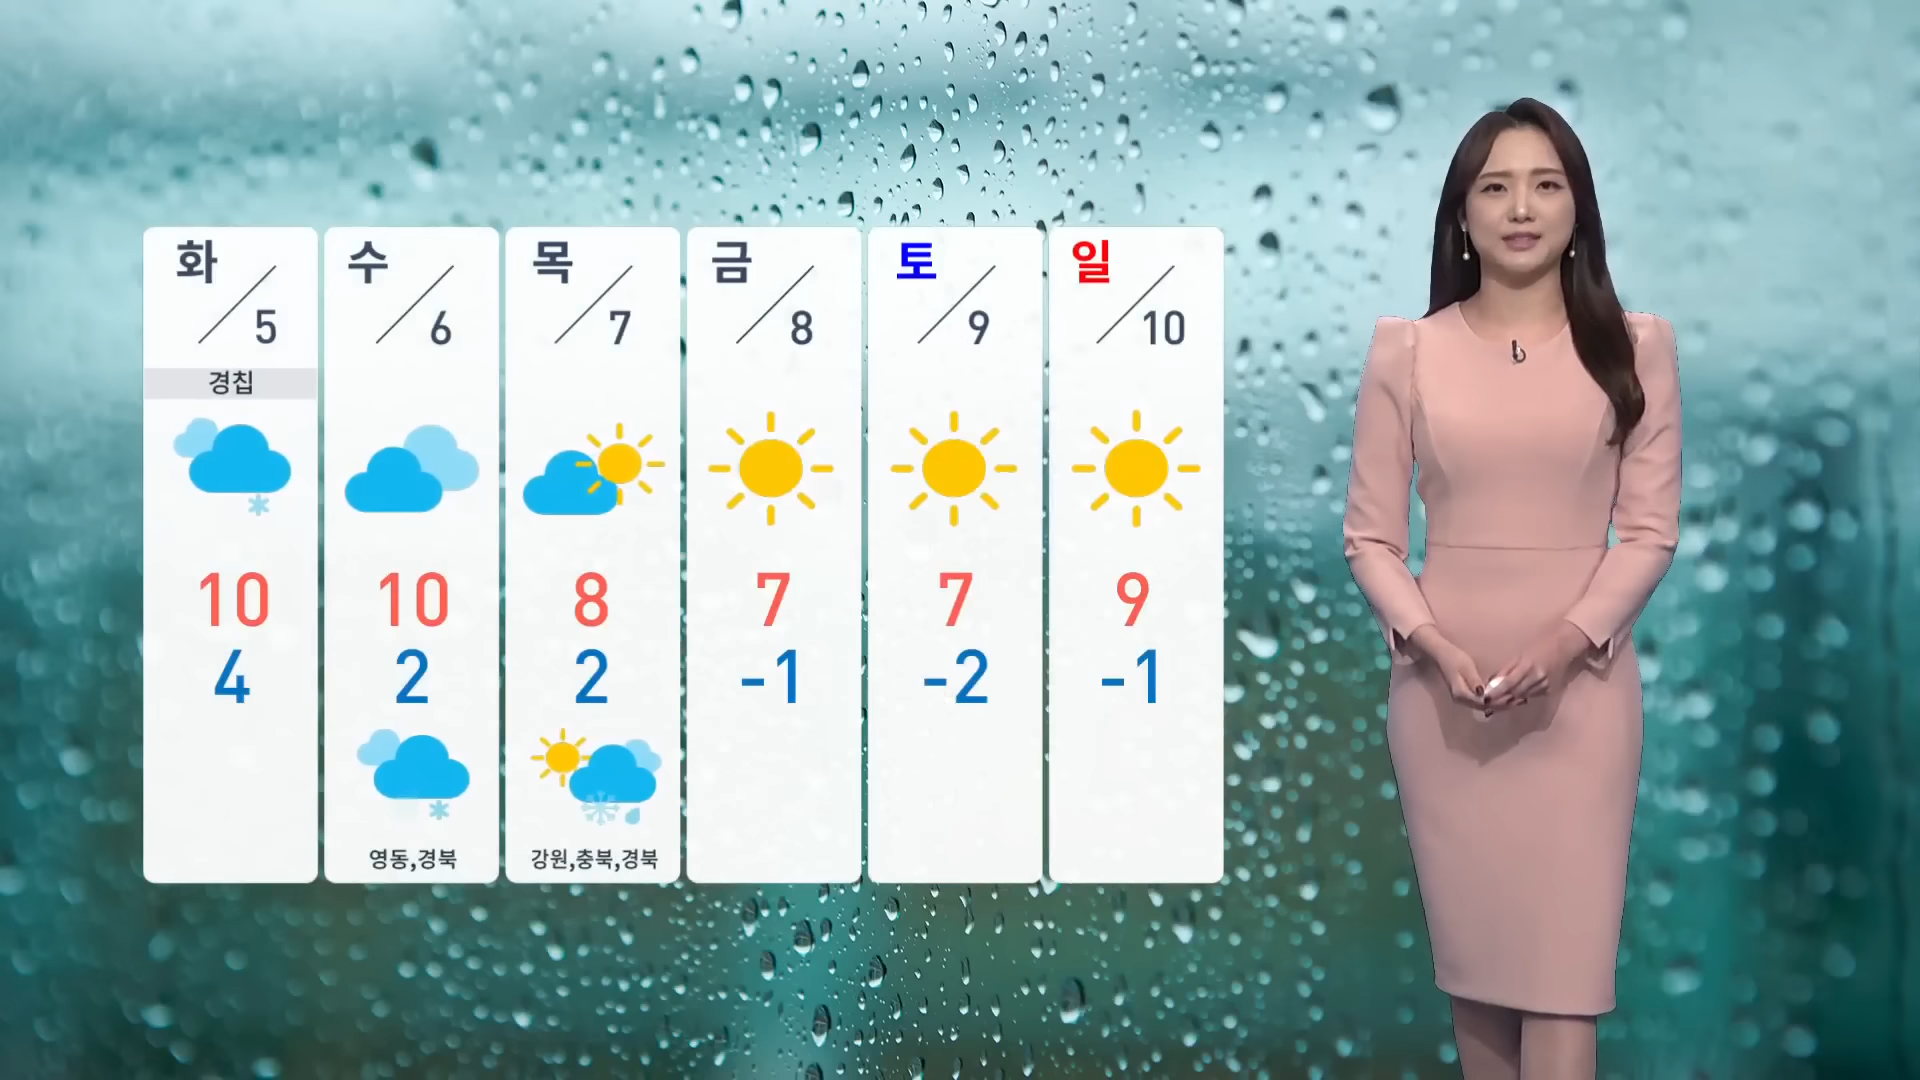 화 5
수 6
목 7
금 8
토 9
일 10
경칩
10 10 8 7 7 9
4 2 2 -1 -2 -1
영동,경북
강원,충북,경북